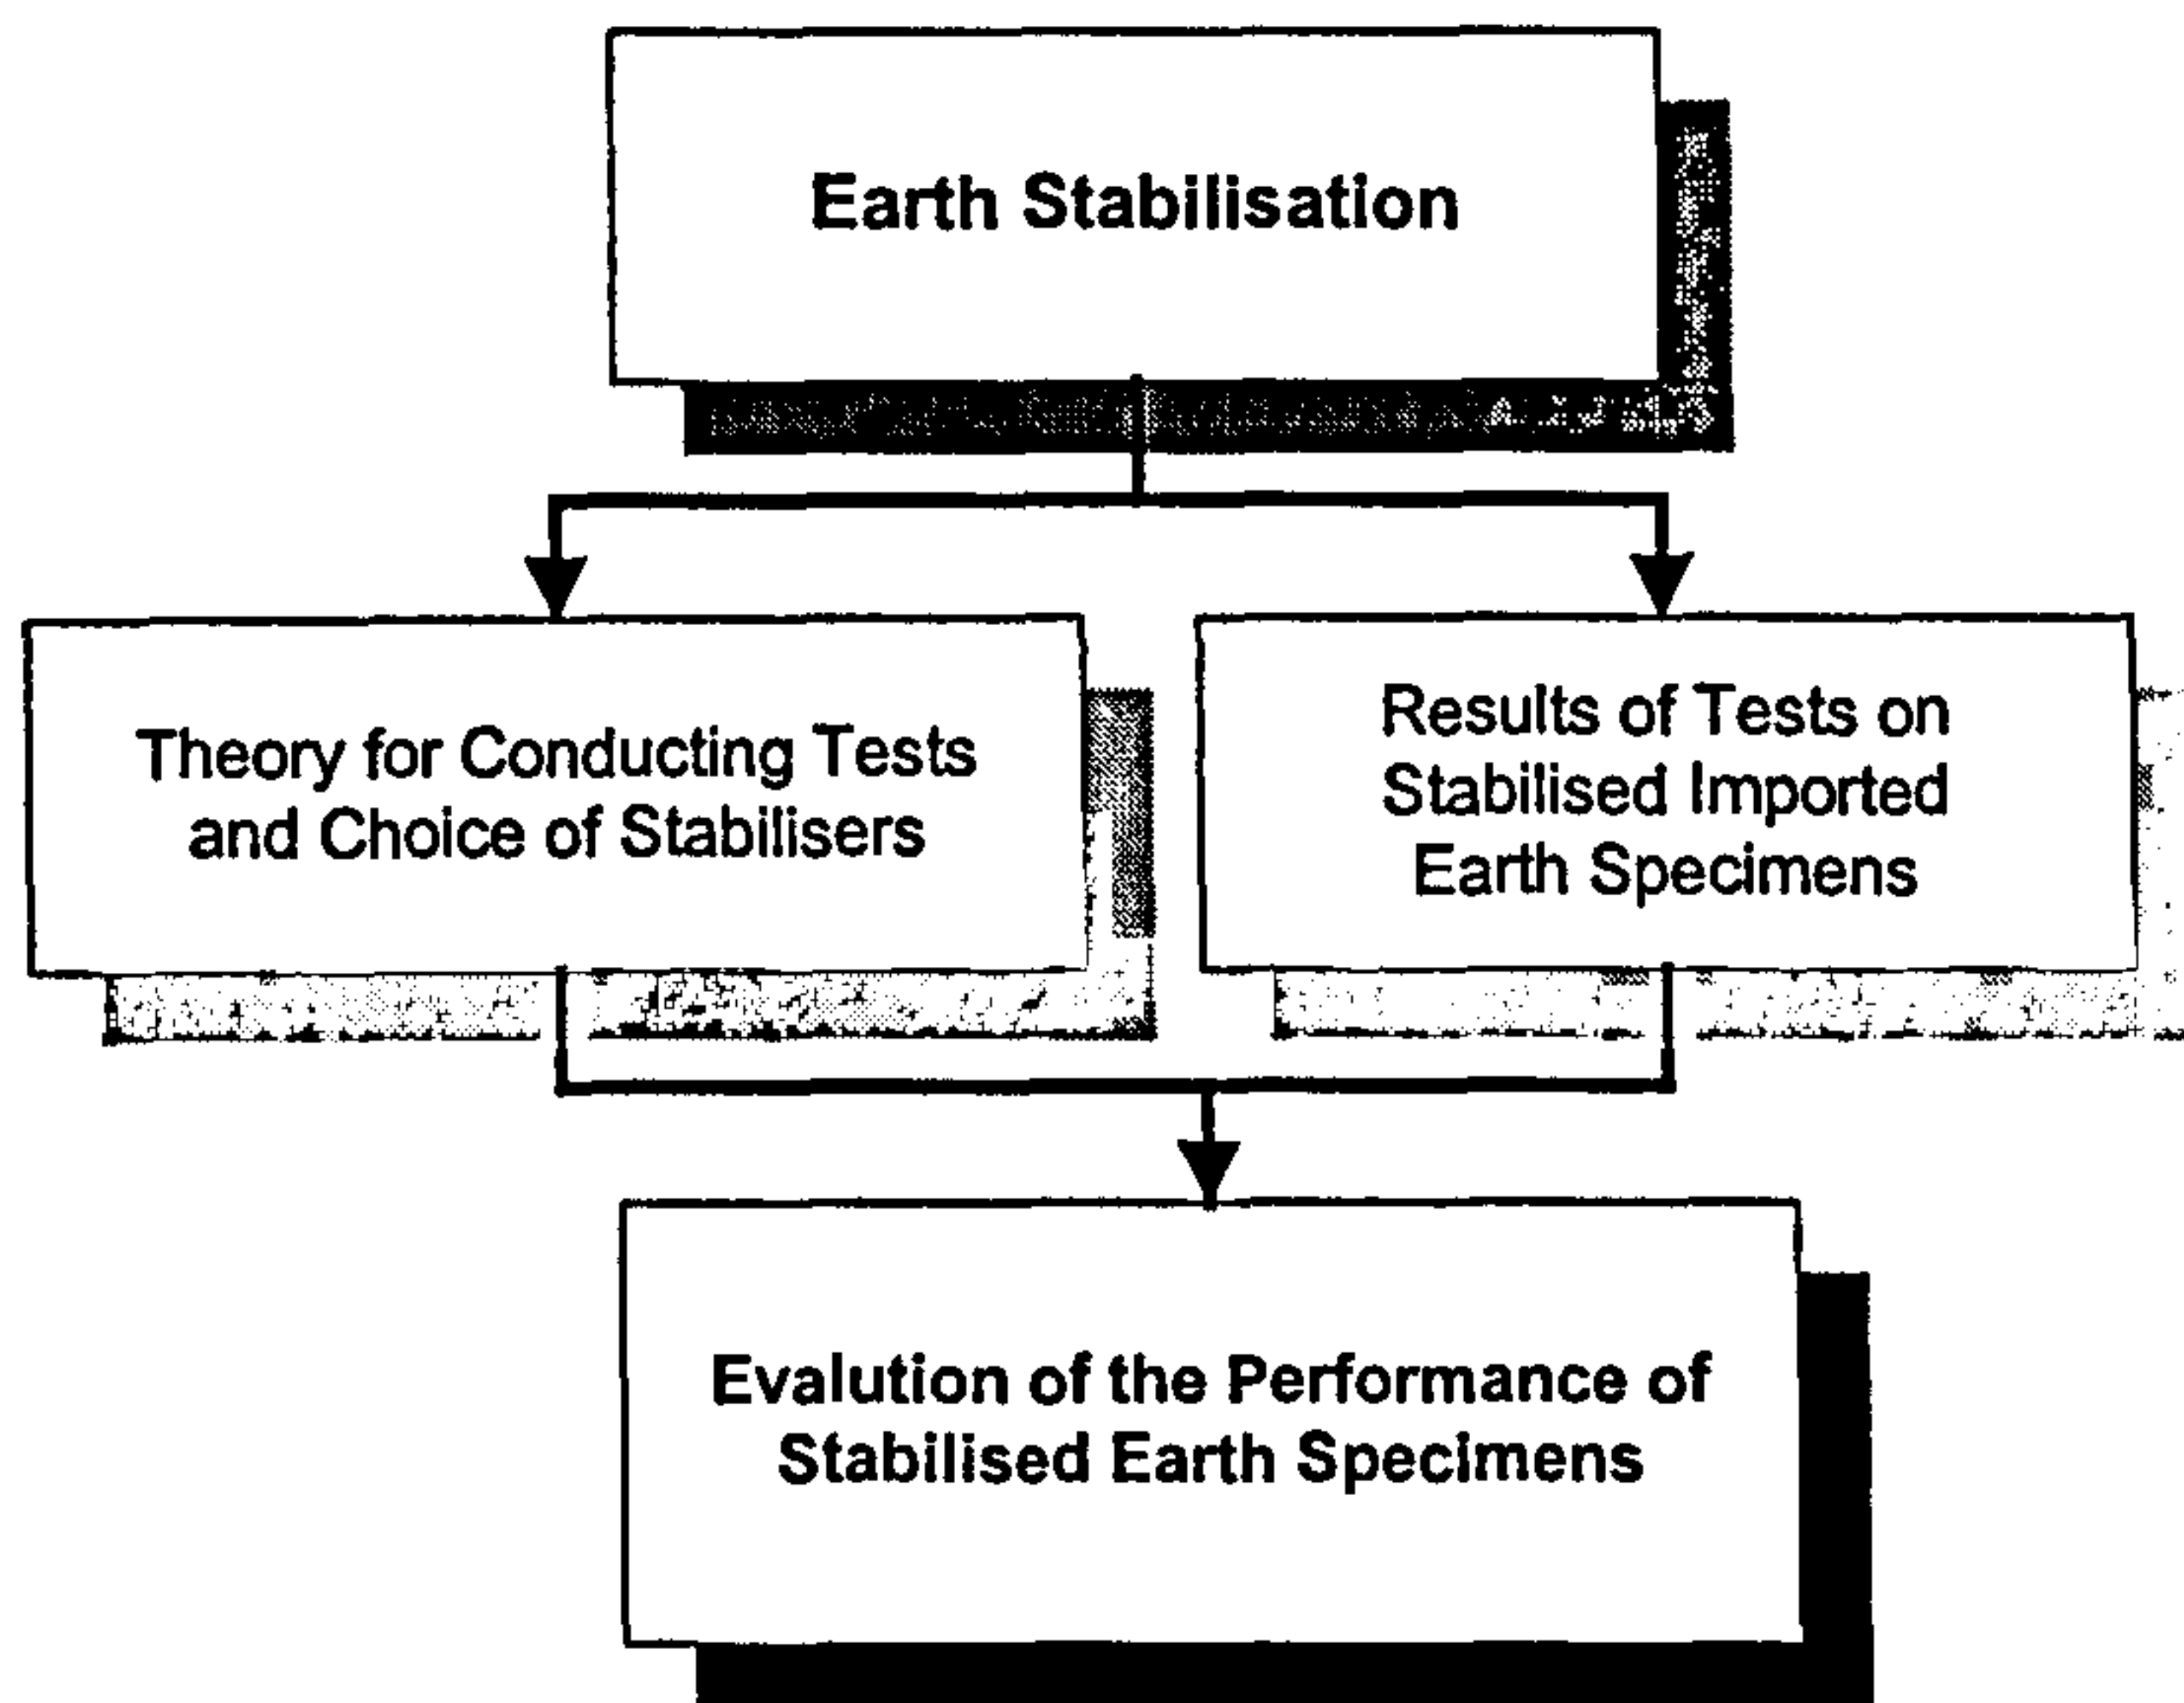 Earth Stabilisation
Theory for Conducting Tests
and Choice of Stabilisers
Results of Tests on
Stabilised Imported
Earth Specimens
Evalution of the Performance of
Stabilised Earth Specimens